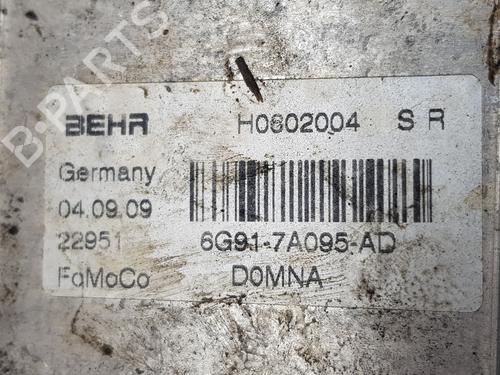 BEHR H0602004 S R
Germany
04.09.09
22951 6G91-7A095-AD
FoMoCo D0MNA
B-PARTS